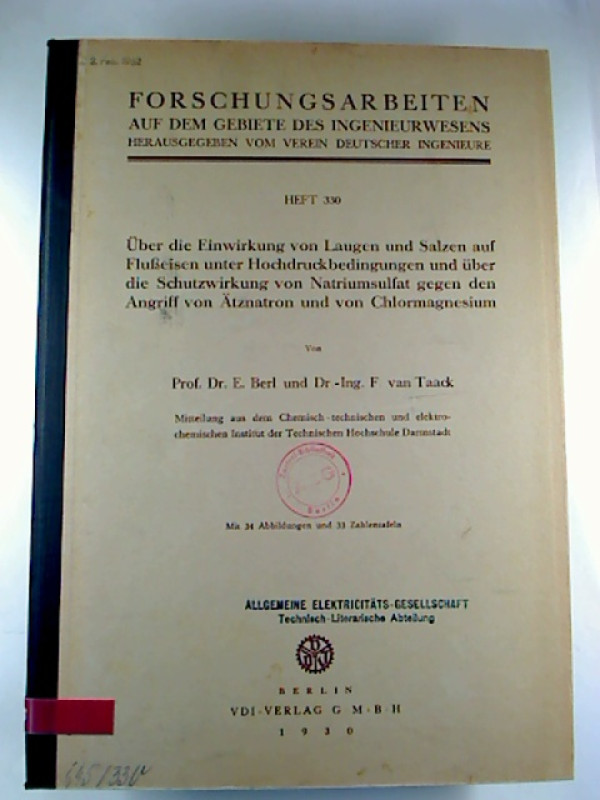 FORSCHUNGSARBEITEN
AUF DEM GEBIETE DES INGENIEURWESENS
HERAUSGEGEBEN VOM VEREIN DEUTSCHER INGENIEURE
HEFT 330
Über die Einwirkung von Laugen und Salzen auf
Flußeisen unter Hochdruckbedingungen und über
die Schutzwirkung von Natriumsulfat gegen den
Angriff von Ätznatron und von Chlormagnesium
Von
Prof. Dr. E. Berl und Dr.-Ing. F. van Taack
Mitteilung aus dem Chemisch-technischen und elektro-
chemischen Institut der Technischen Hochschule Darmstadt
Berlin
Mit 34 Abbildungen und 33 Zahlentafeln
ALLGEMEINE ELEKTRICITÄTS-GESELLSCHAFT
Technisch-Literarische Abteilung
VDI
BERLIN
VDI-VERLAG G·M·B·H
1930